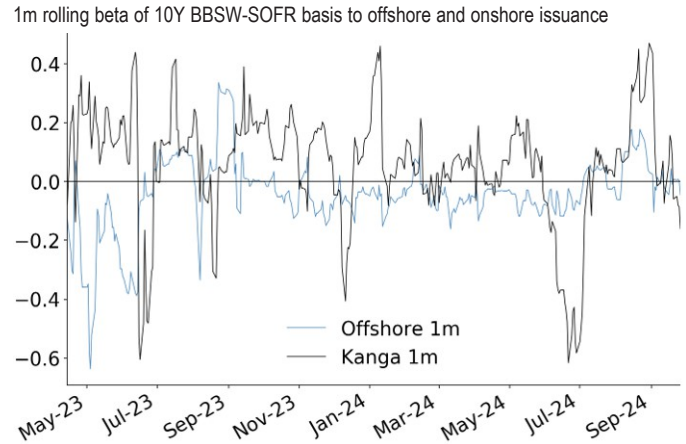 1m rolling beta of 10Y BBSW-SOFR basis to offshore and onshore issuance
0.4
0.2
0.0
−0.2
−0.4
−0.6
Offshore 1m
Kanga 1m
May-23
Jul-23
Sep-23
Nov-23
Jan-24
Mar-24
May-24
Jul-24
Sep-24